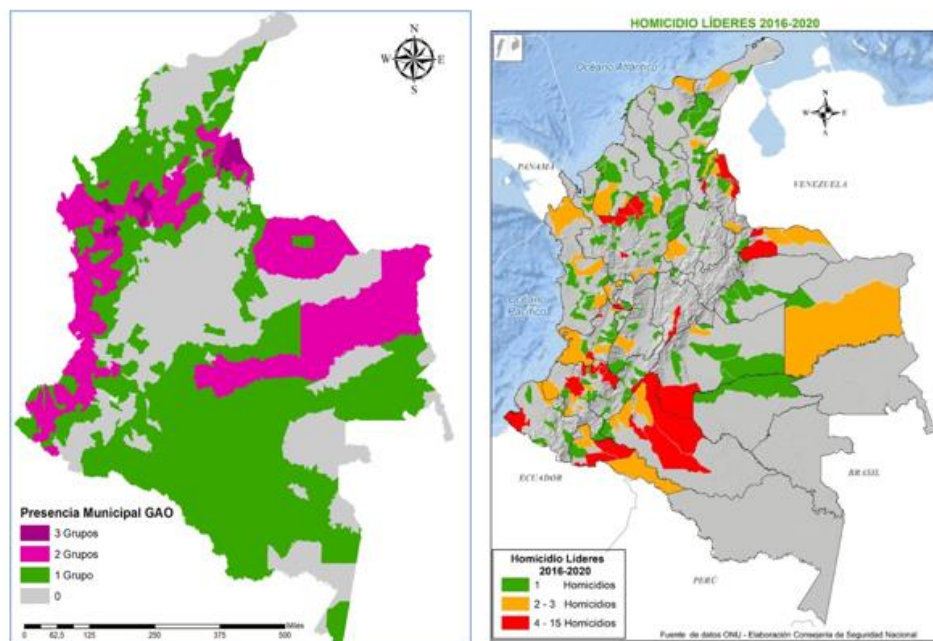 N
W E
S
Presencia Municipal GAO
3 Grupos
2 Grupos
1 Grupo
0
Miles
0 62,5 125 250 375 500
HOMICIDIO LÍDERES 2016-2020
Océano Atlántico
N
W E
S
PANAMA
VENEZUELA
Océano
Pacífico
ECUADOR
BRASIL
PERÚ
Homicidio Líderes
2016-2020
1 Homicidios
2 - 3 Homicidios
4 - 15 Homicidios
Fuente de datos ONU - Elaboración Consejería de Seguridad Nacional